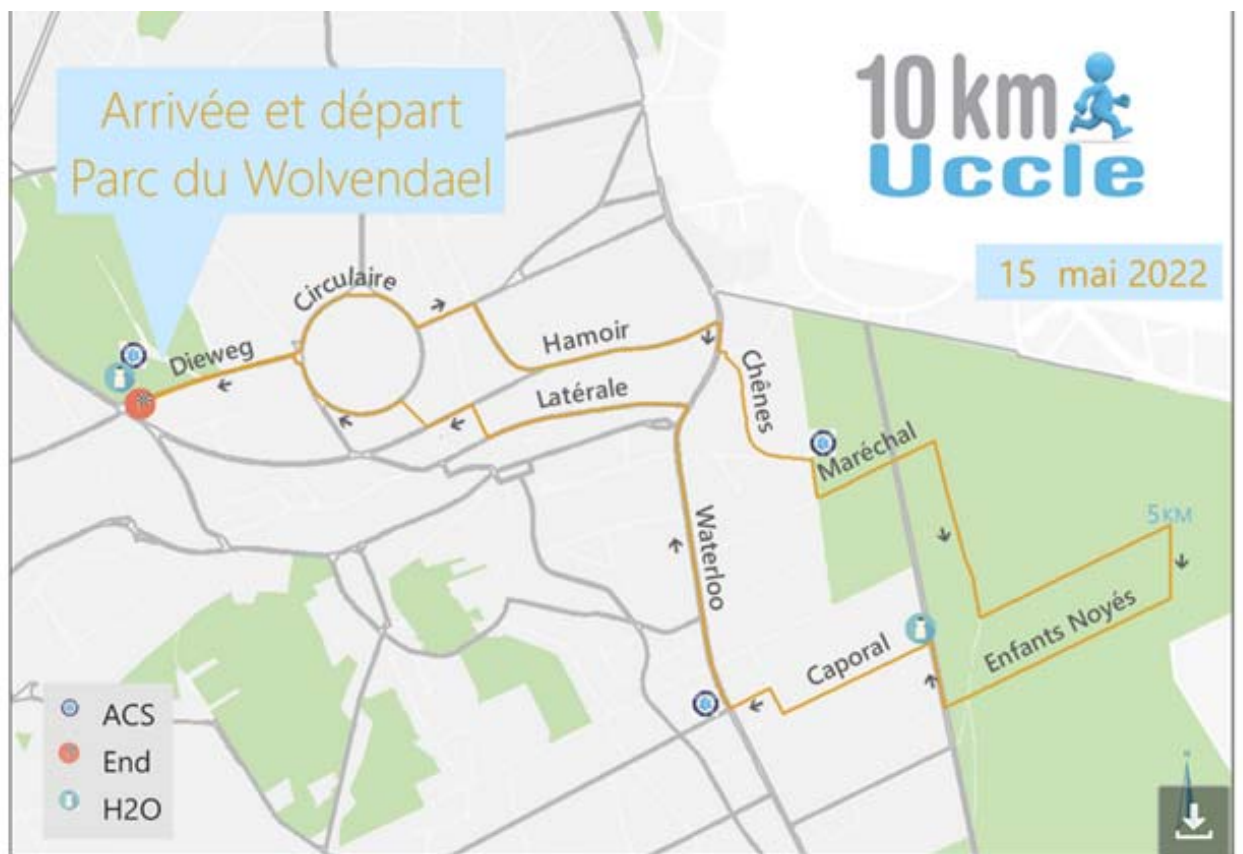 10 km
Uccle
15 mai 2022
Arrivée et départ
Parc du Wolvendael
Circulaire
Dieweg
Hamoir
Latérale
Chênes
Maréchal
5 KM
Waterloo
Enfants Noyés
Caporal
ACS
End
H2O